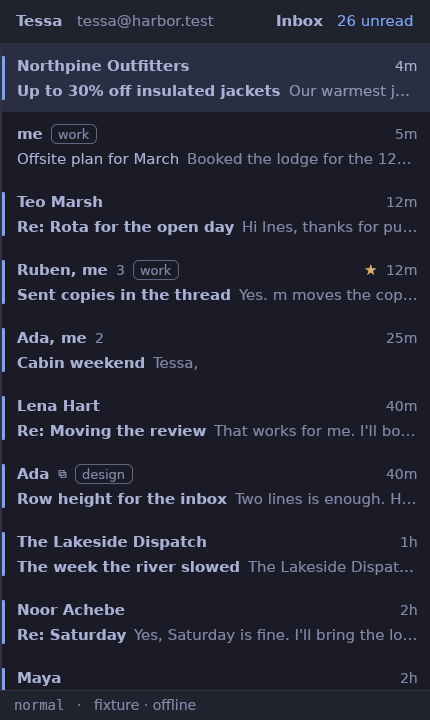 Tessa tessa@harbor.test Inbox 26 unread
Northpine Outfitters 4m
Up to 30% off insulated jackets Our warmest j…
me work 5m
Offsite plan for March Booked the lodge for the 12…
Teo Marsh 12m
Re: Rota for the open day Hi Ines, thanks for pu…
Ruben, me 3 work ★ 12m
Sent copies in the thread Yes. m moves the cop…
Ada, me 2 25m
Cabin weekend Tessa,
Lena Hart 40m
Re: Moving the review That works for me. I'll bo…
Ada design 40m
Row height for the inbox Two lines is enough. H…
The Lakeside Dispatch 1h
The week the river slowed The Lakeside Dispat…
Noor Achebe 2h
Re: Saturday Yes, Saturday is fine. I'll bring the lo…
Maya 2h
normal · fixture · offline